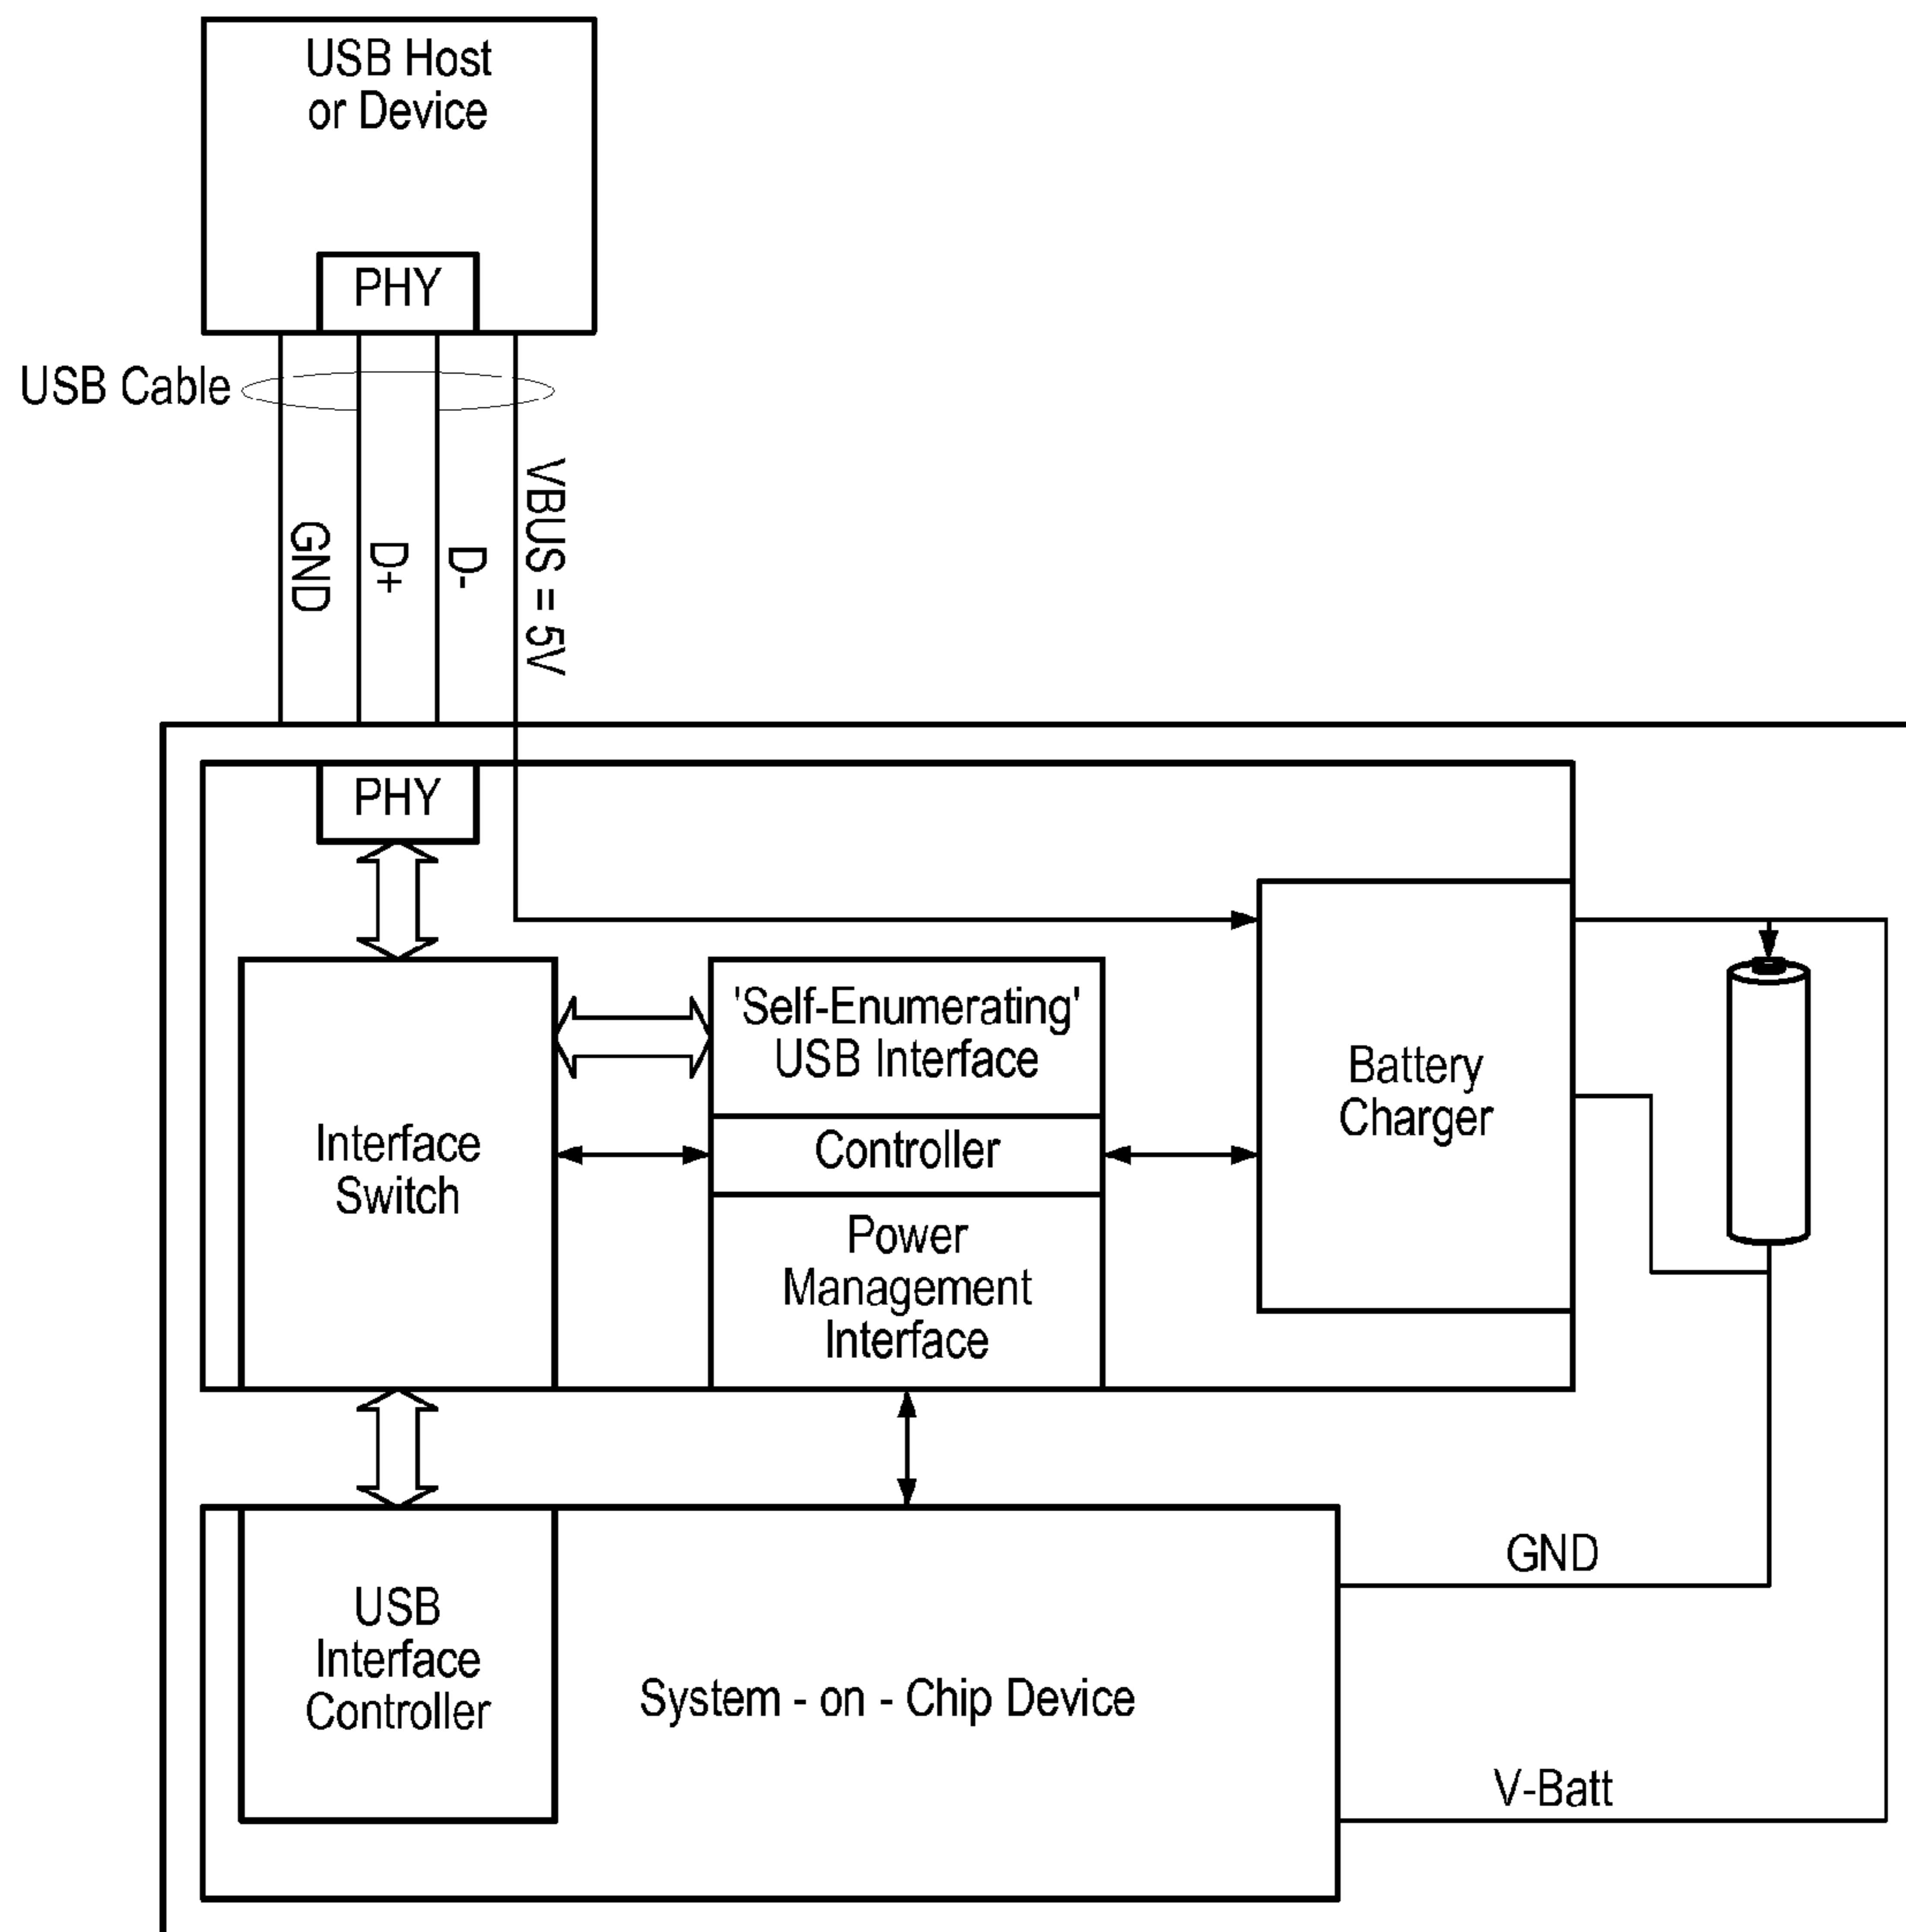 USB Host
or Device
PHY
USB Cable
GND
D+
D-
VBUS = 5V
PHY
'Self-Enumerating'
USB Interface
Battery
Charger
Interface
Switch
Controller
Power
Management
Interface
GND
USB
Interface
Controller
System - on - Chip Device
V-Batt